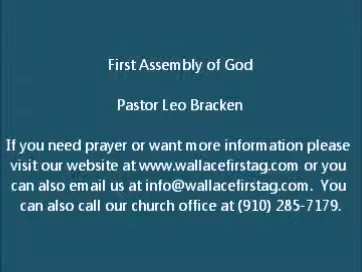 First Assembly of God
Pastor Leo Bracken
If you need prayer or want more information please
visit our website at www.wallacefirstag.com or you
can also email us at info@wallacefirstag.com. You
can also call our church office at (910) 285-7179.